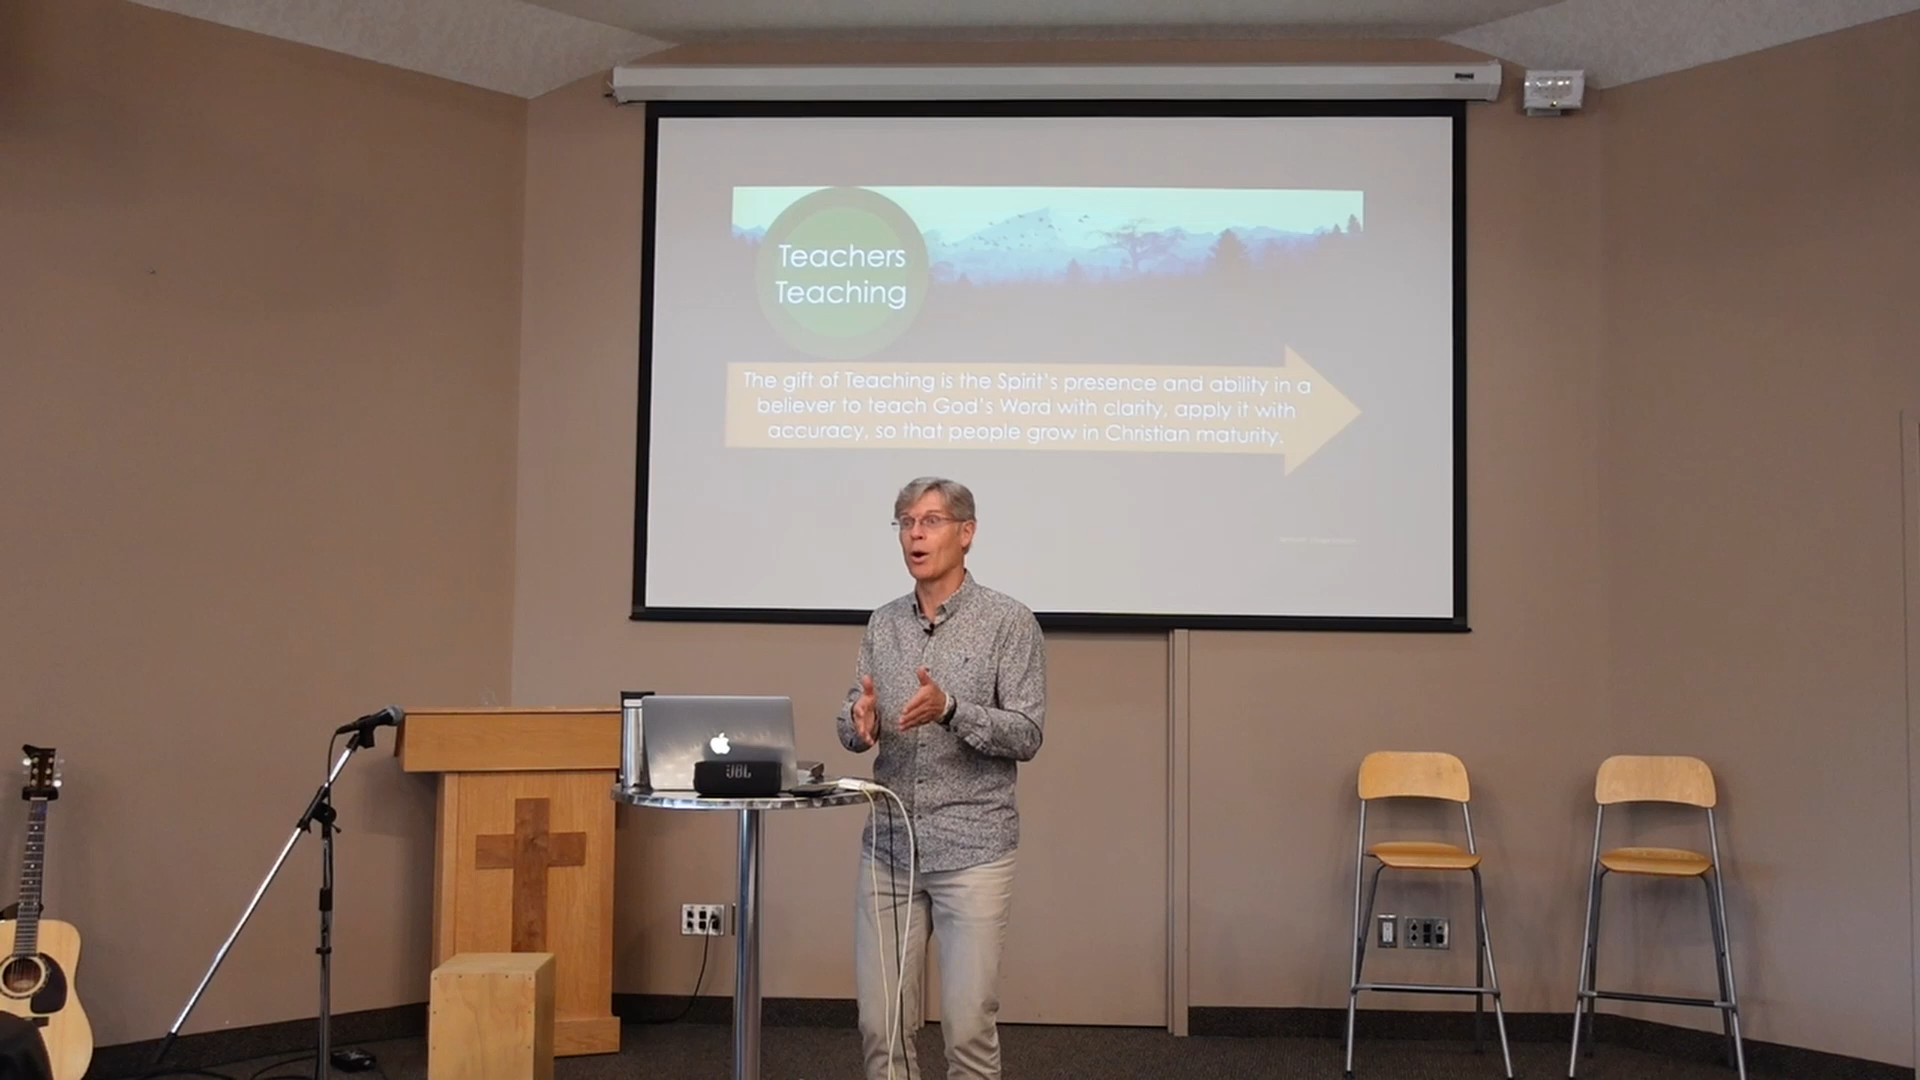 Teachers
Teaching
The gift of Teaching is the Spirit's presence and ability in a
believer to teach God's Word with clarity, apply it with
accuracy, so that people grow in Christian maturity.
JBL